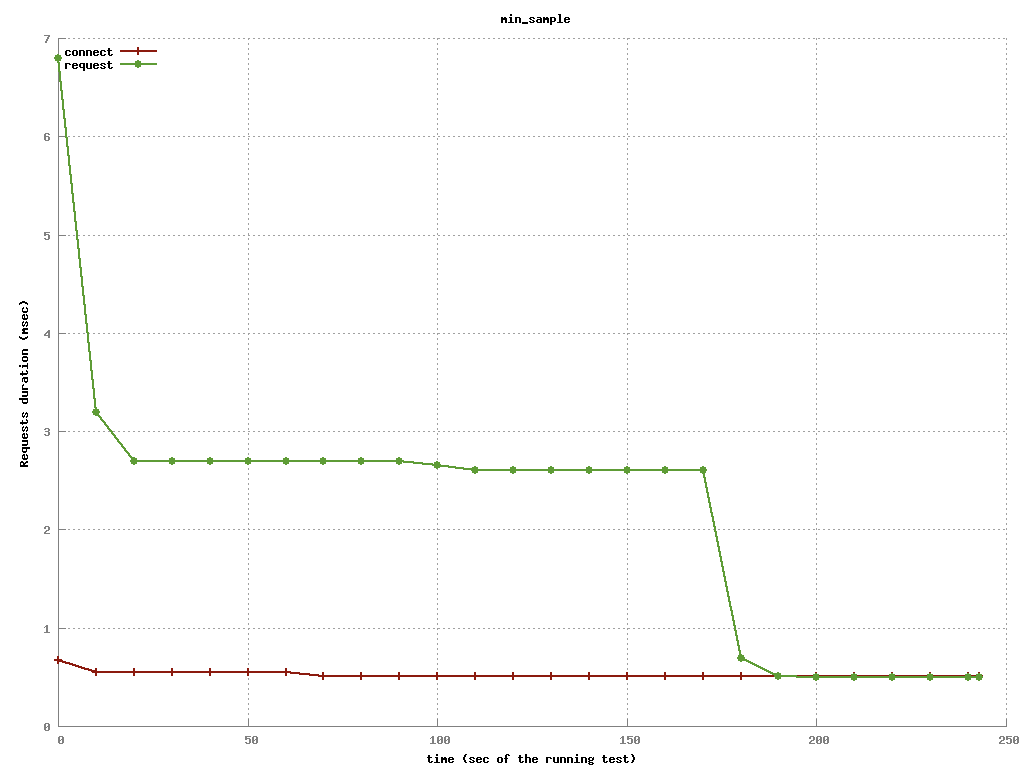 min_sample
connect
request
7
6
5
4
3
2
1
0
Requests duration (msec)
0 50 100 150 200 250
time (sec of the running test)